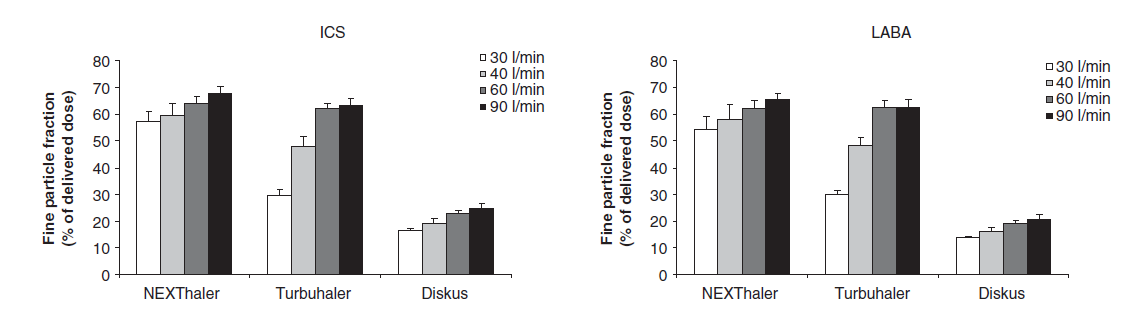 ICS
Fine particle fraction
(% of delivered dose)
80
70
60
50
40
30
20
10
0
30 l/min
40 l/min
60 l/min
90 l/min
NEXThaler
Turbuhaler
Diskus
LABA
Fine particle fraction
(% of delivered dose)
80
70
60
50
40
30
20
10
0
30 l/min
40 l/min
60 l/min
90 l/min
NEXThaler
Turbuhaler
Diskus